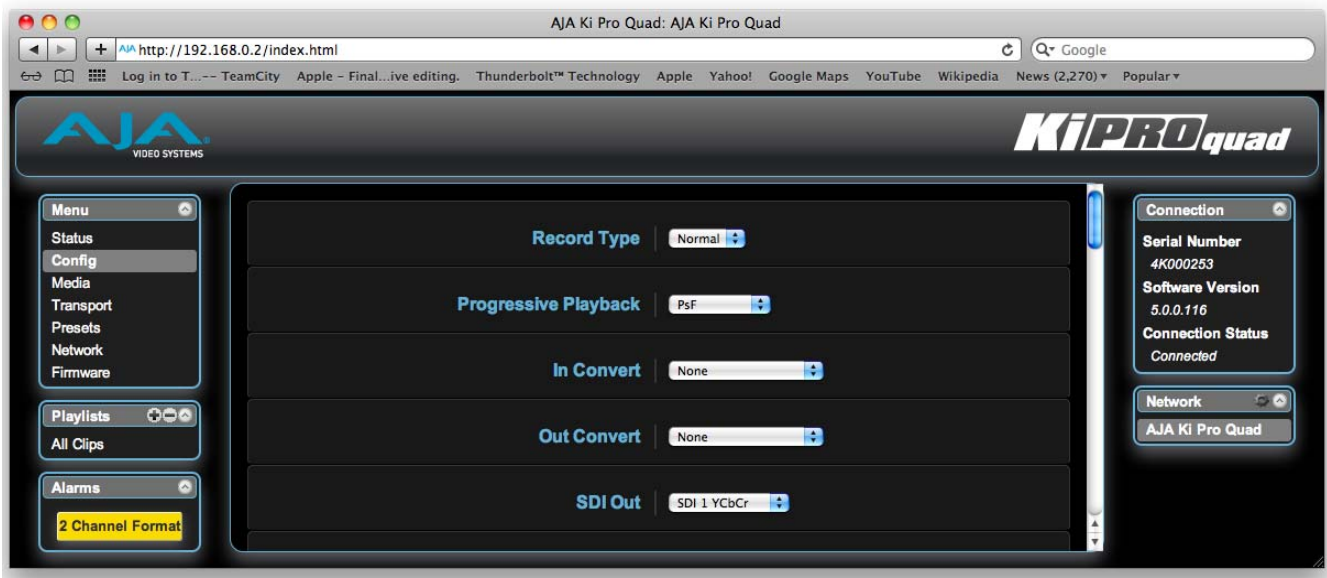 AJA Ki Pro Quad: AJA Ki Pro Quad
+ AJA http://192.168.0.2/index.html
Google
Log in to T...-- TeamCity Apple – Final...ive editing. Thunderbolt™ Technology Apple Yahoo! Google Maps YouTube Wikipedia News (2,270) Popular
AJA
VIDEO SYSTEMS
KiPRO quad
Menu
Status
Config
Media
Transport
Presets
Network
Firmware
Playlists
All Clips
Alarms
2 Channel Format
Record Type Normal
Progressive Playback PsF
In Convert None
Out Convert None
SDI Out SDI 1 YCbCr
Connection
Serial Number
4K000253
Software Version
5.0.0.116
Connection Status
Connected
Network
AJA Ki Pro Quad